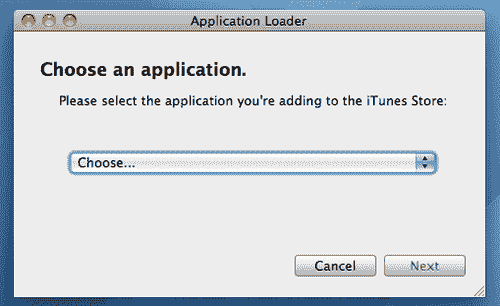 Application Loader
Choose an application.
Please select the application you're adding to the iTunes Store:
Choose...
Cancel
Next